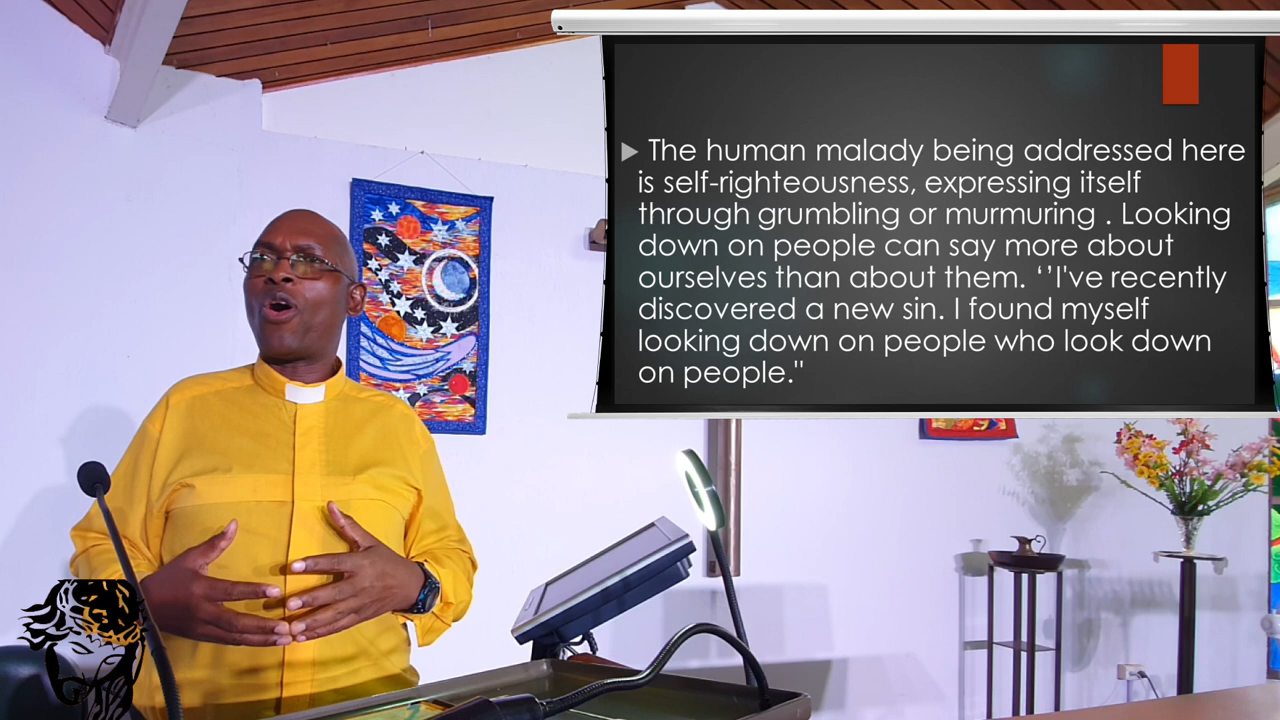 The human malady being addressed here
is self-righteousness, expressing itself
through grumbling or murmuring . Looking
down on people can say more about
ourselves than about them. ‘’I've recently
discovered a new sin. I found myself
looking down on people who look down
on people."